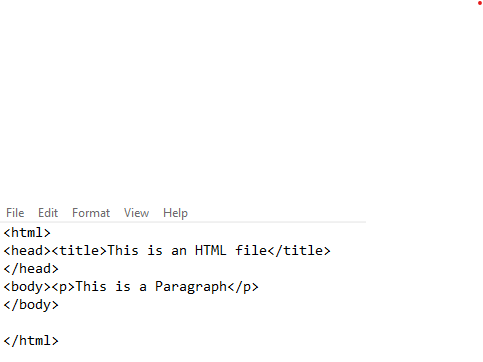 File Edit Format View Help
<html>
<head><title>This is an HTML file</title>
</head>
<body><p>This is a Paragraph</p>
</body>
</html>